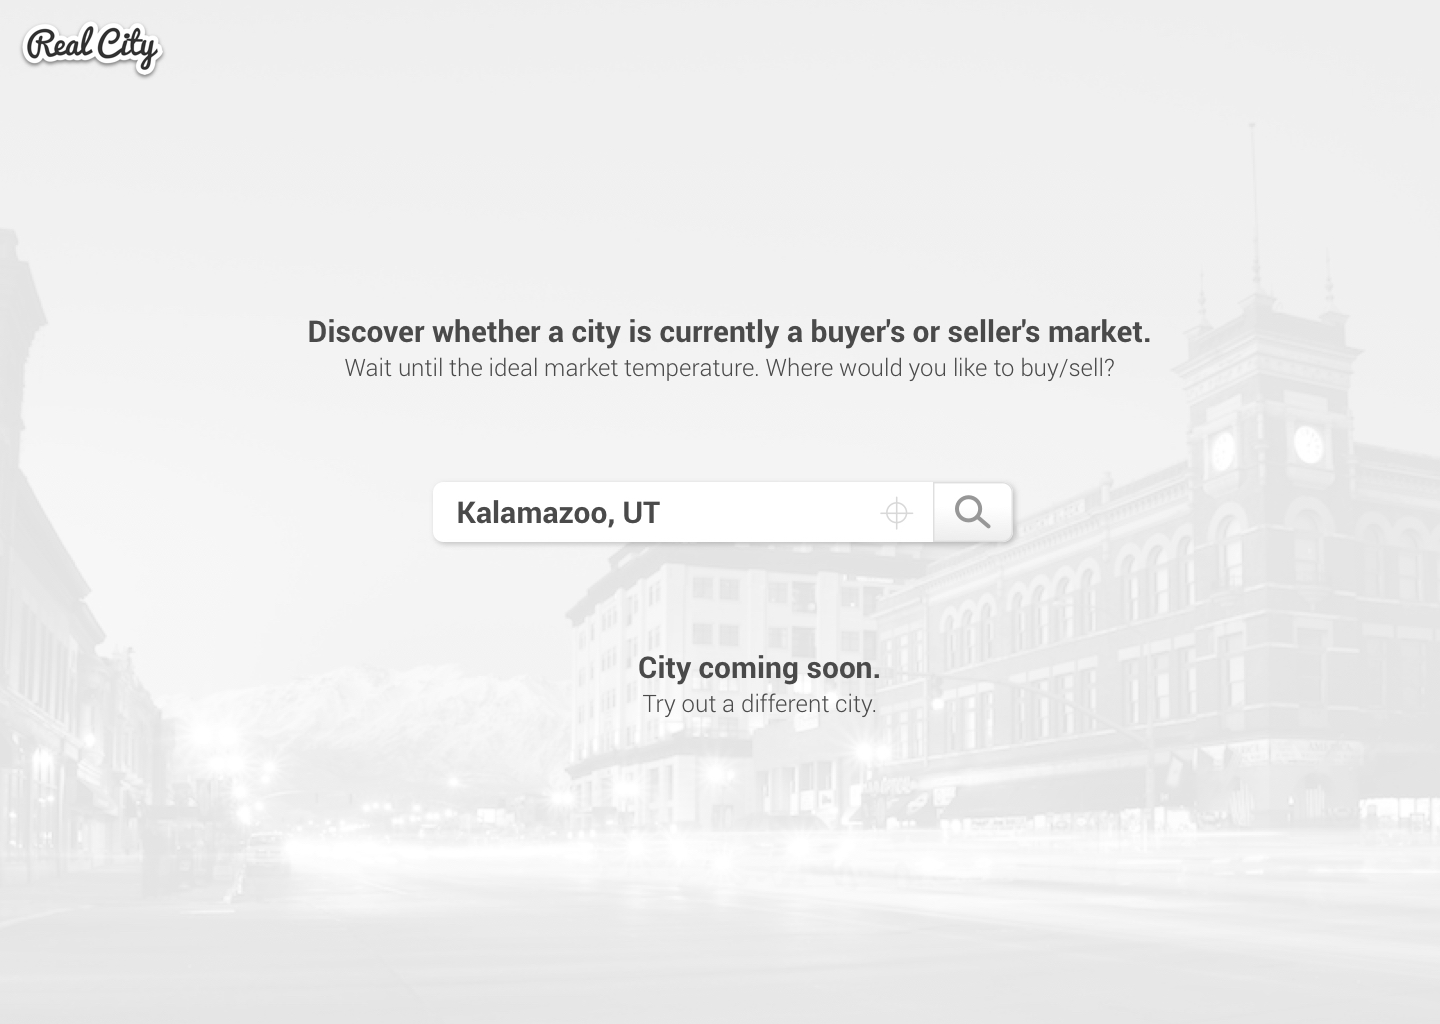 Real City
Discover whether a city is currently a buyer's or seller's market.
Wait until the ideal market temperature. Where would you like to buy/sell?
Kalamazoo, UT
City coming soon.
Try out a different city.